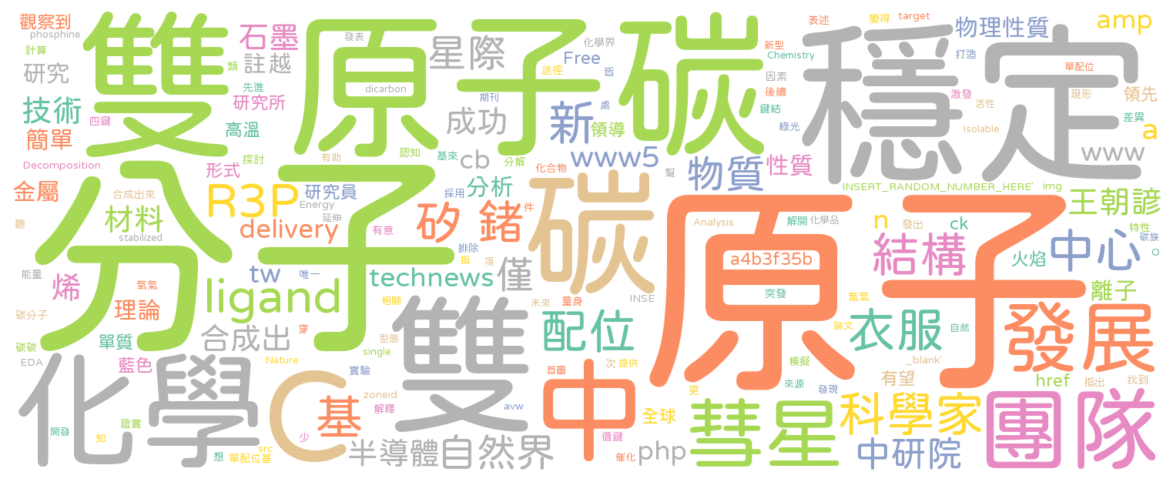 觀察到
phosphine
計算
研究
技術
簡單
四鍵
Decomposition
金屬
合成出來
材料
stabilized
聽
烯
能量
理論
氫氣
碳分子
單質
碳碳
EDA
藍色
雙原子碳
石墨
註越
類
先進
研究所
高溫
形式
探討
有助
R3P
研究員
Energy
延伸
delivery
有意
tw
唯一
ligand
合成出
發表
dicarbon
認知
星際
成功
期刊
cb
基來
分析
採用
矽
鍺
排除
technews
相關
指
項
僅
Free
化學界
途徑
皆
新
領導
處
www5
分解
化合物
幫
碳
件
配位
量身
未來
INSE
穩定
新型
表述
Chemistry
因素
後續
鍵結
綠光
物質
性質
獲得
target
打造
激發
活性
Isolable
物理性質
單配位
現形
amp
領先
差異
a
www
INSERT_RANDOM_NUMBER_HERE'
img
王朝諺
分子
原子
Analysis
解開
化學品
a4b3f35b
突發
氮氣
模擬
論文
n
發出
ck
結構
火焰
中心
特性
碳族
o
離子
衣服
自然
_blank'
發展
有望
href
指出
找到
化學
開發
知
證實
想
單配位基
少
src
C
基
Yellow
Nature
實驗
解釋
zoneid
半導體
雙
穿
型態
single
價鍵
avw
自然界
中
首圖
次
提供
全球
催化
更
php
來源
發現
彗星
科學家
中研院
團隊